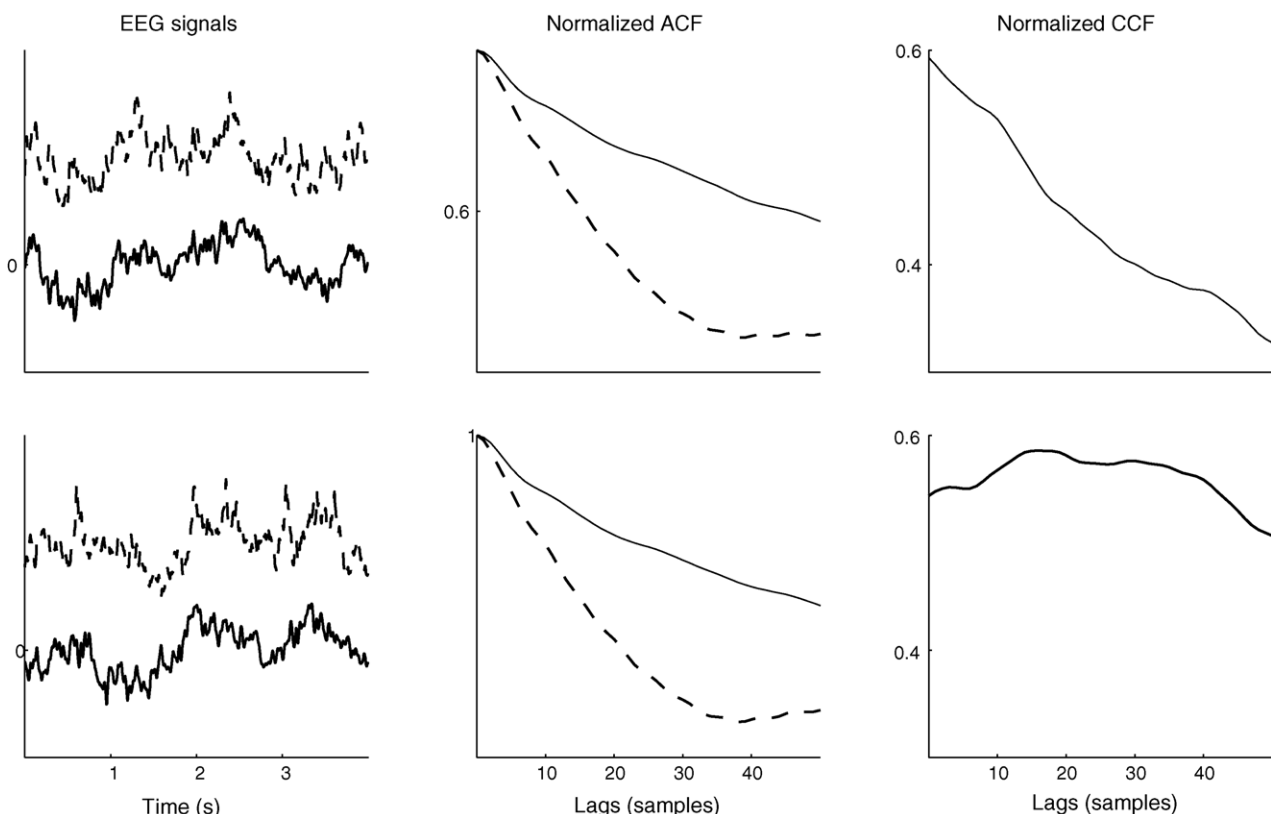 EEG signals
Normalized ACF
Normalized CCF
0
0.6
0.6
0.4
0
1 2 3
Time (s)
1
10 20 30 40
Lags (samples)
0.6
0.4
10 20 30 40
Lags (samples)